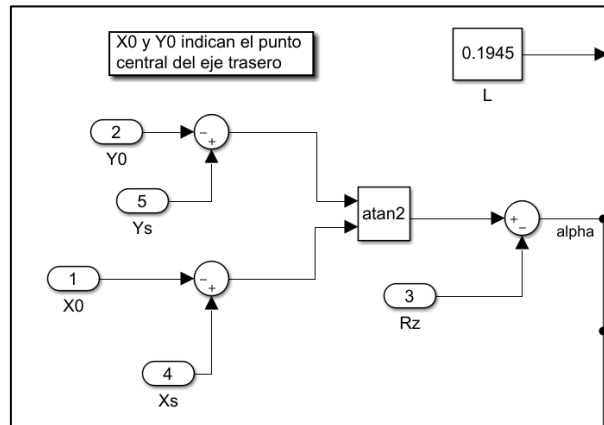 X0 y Y0 indican el punto
central del eje trasero
0.1945
L
2
Y0
5
Ys
atan2
alpha
1
X0
3
Rz
4
Xs